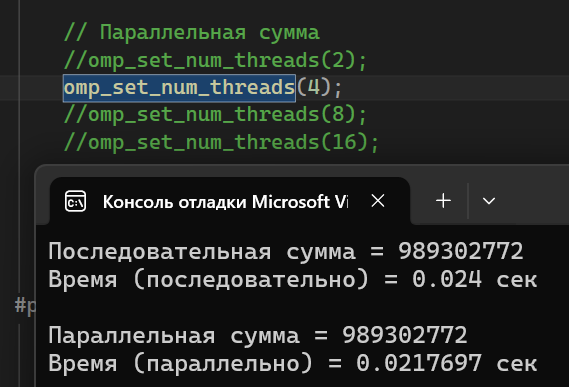 // Параллельная сумма
//omp_set_num_threads(2);
omp_set_num_threads(4);
//omp_set_num_threads(8);
//omp_set_num_threads(16);
Консоль отладки Microsoft Vi
Последовательная сумма = 989302772
Время (последовательно) = 0.024 сек
#p
Параллельная сумма = 989302772
Время (параллельно) = 0.0217697 сек